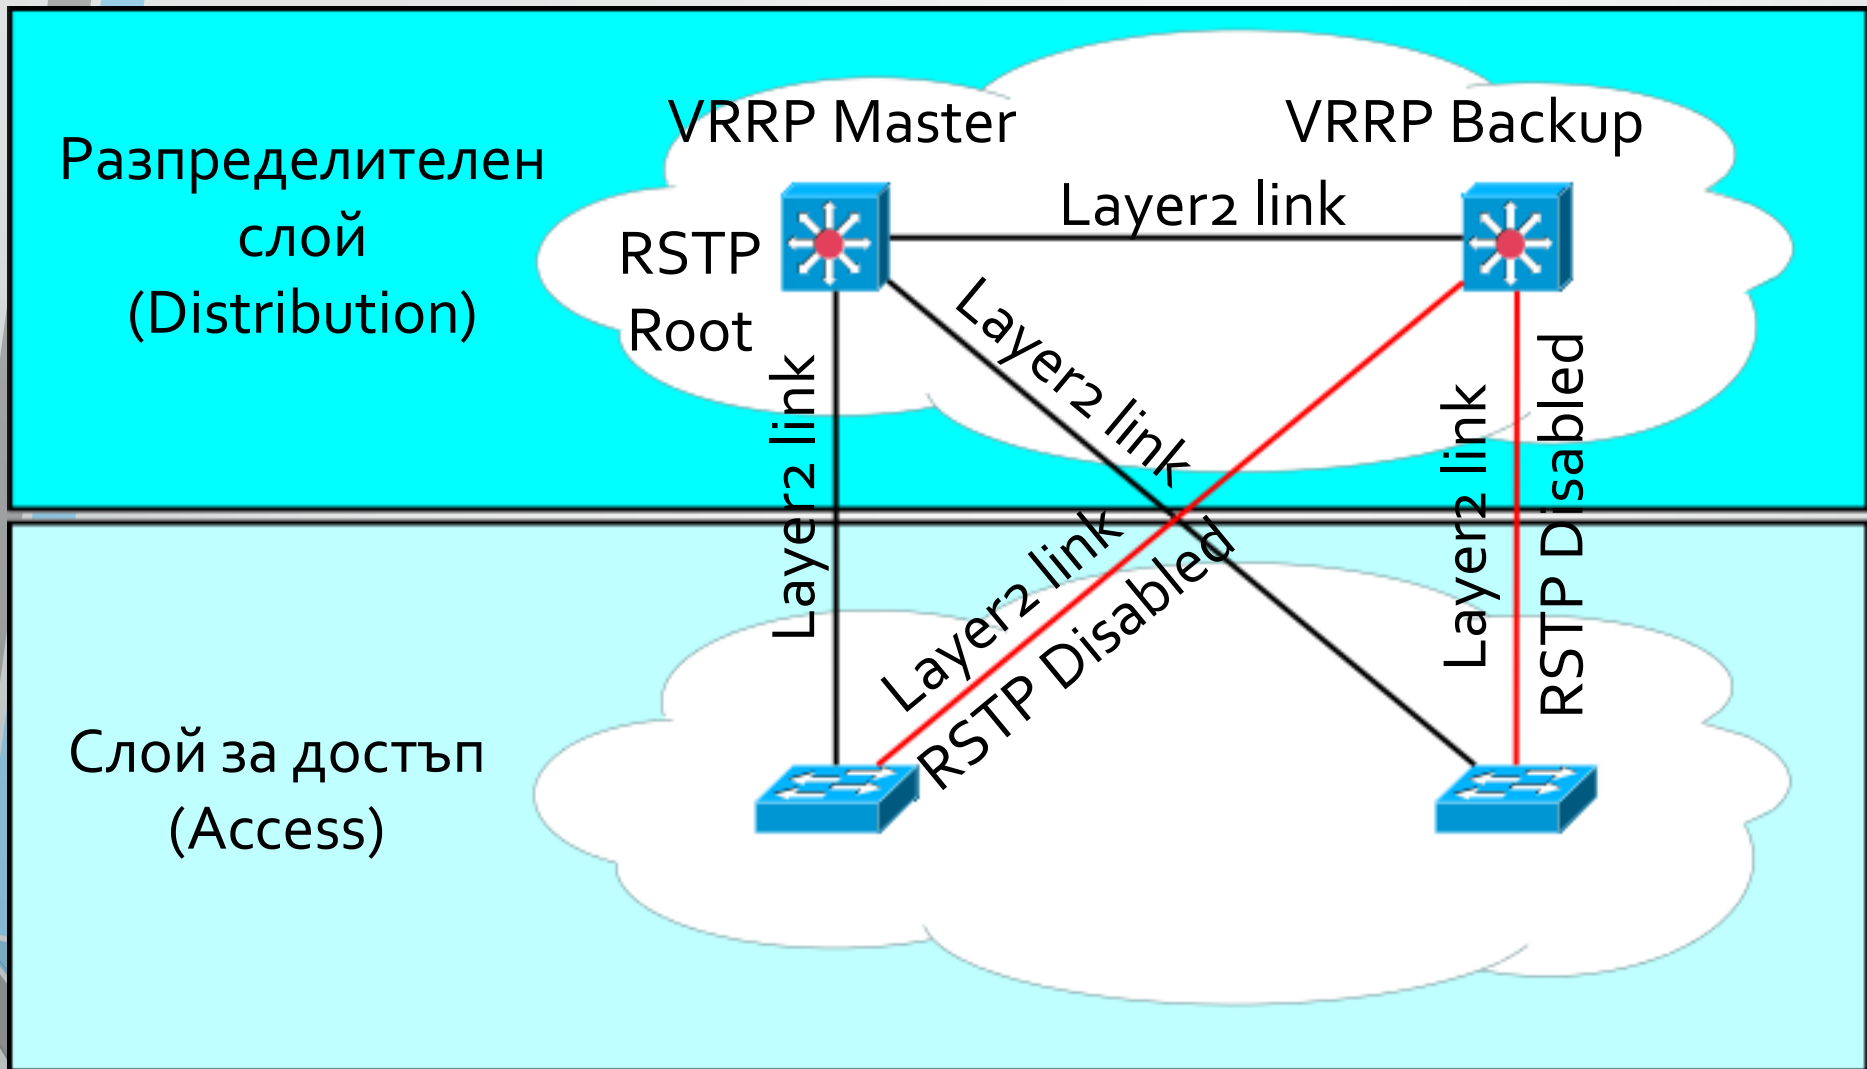 VRRP Master
VRRP Backup
Разпределителен
слой
(Distribution)
Layer2 link
RSTP
Root
Layer2 link
Layer2 link
Layer2 link
RSTP Disabled
Layer2 link
RSTP Disabled
Слой за достъп
(Access)